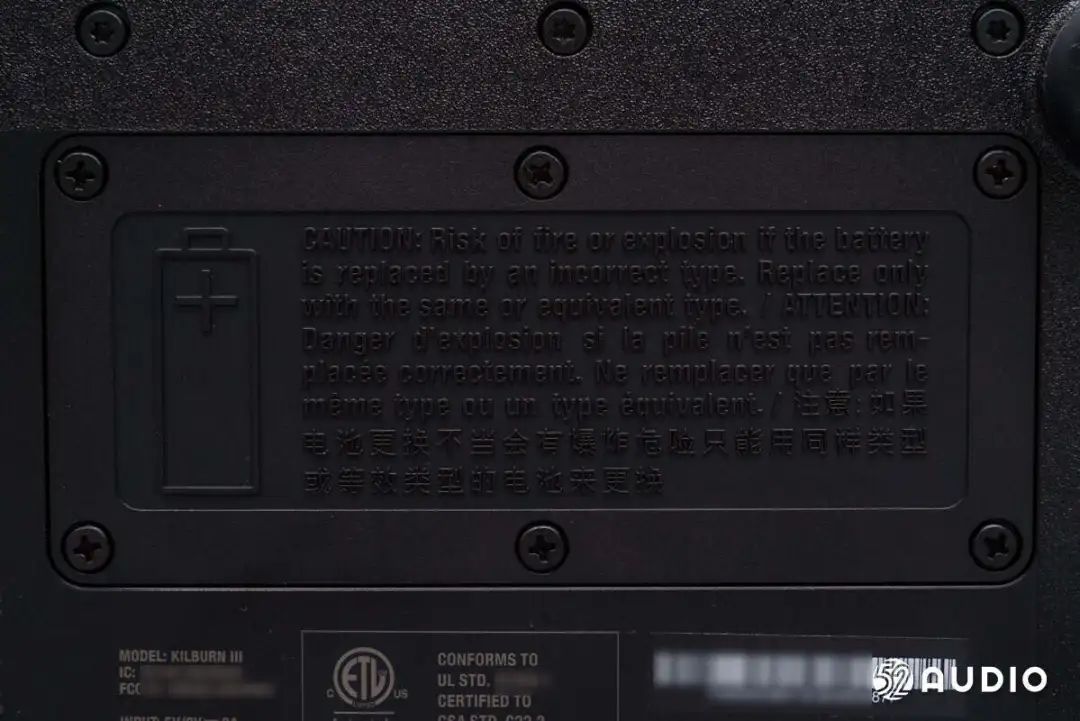 CAUTION: Risk of fire or explosion if the battery
is replaced by an incorrect type. Replace only
with the same or equivalent type. / ATTENTION:
Danger d'explosion si la pile n'est pas rem-
placée correctement. Ne remplacer que par le
même type ou un type équivalent. / 注意: 如果
电池更换不当会有爆炸危险只能用同样类型
或等效类型的电池来更换
MODEL: KILBURN III
IC:
FCC
C ETL US
CONFORMS TO
UL STD.
CERTIFIED TO
52 AUDIO